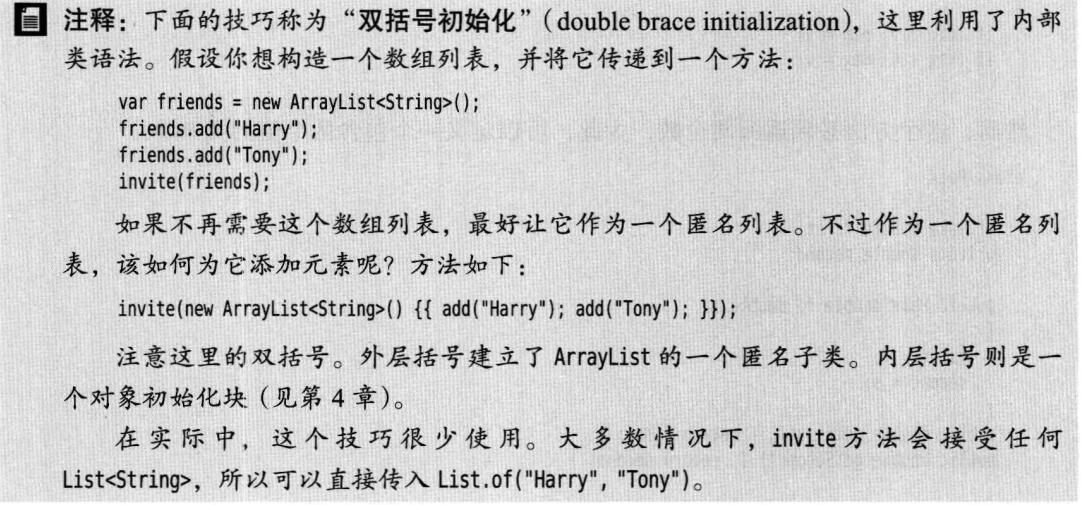 注释：下面的技巧称为“双括号初始化”（double brace initialization），这里利用了内部
类语法。假设你想构造一个数组列表，并将它传递到一个方法：
var friends = new ArrayList<String>();
friends.add("Harry");
friends.add("Tony");
invite(friends);
如果不再需要这个数组列表，最好让它作为一个匿名列表。不过作为一个匿名列
表，该如何为它添加元素呢？方法如下：
invite(new ArrayList<String>() {{ add("Harry"); add("Tony"); }});
注意这里的双括号。外层括号建立了 ArrayList 的一个匿名子类。内层括号则是一
个对象初始化块（见第 4 章）。
在实际中，这个技巧很少使用。大多数情况下，invite 方法会接受任何
List<String>，所以可以直接传入 List.of("Harry", "Tony")。